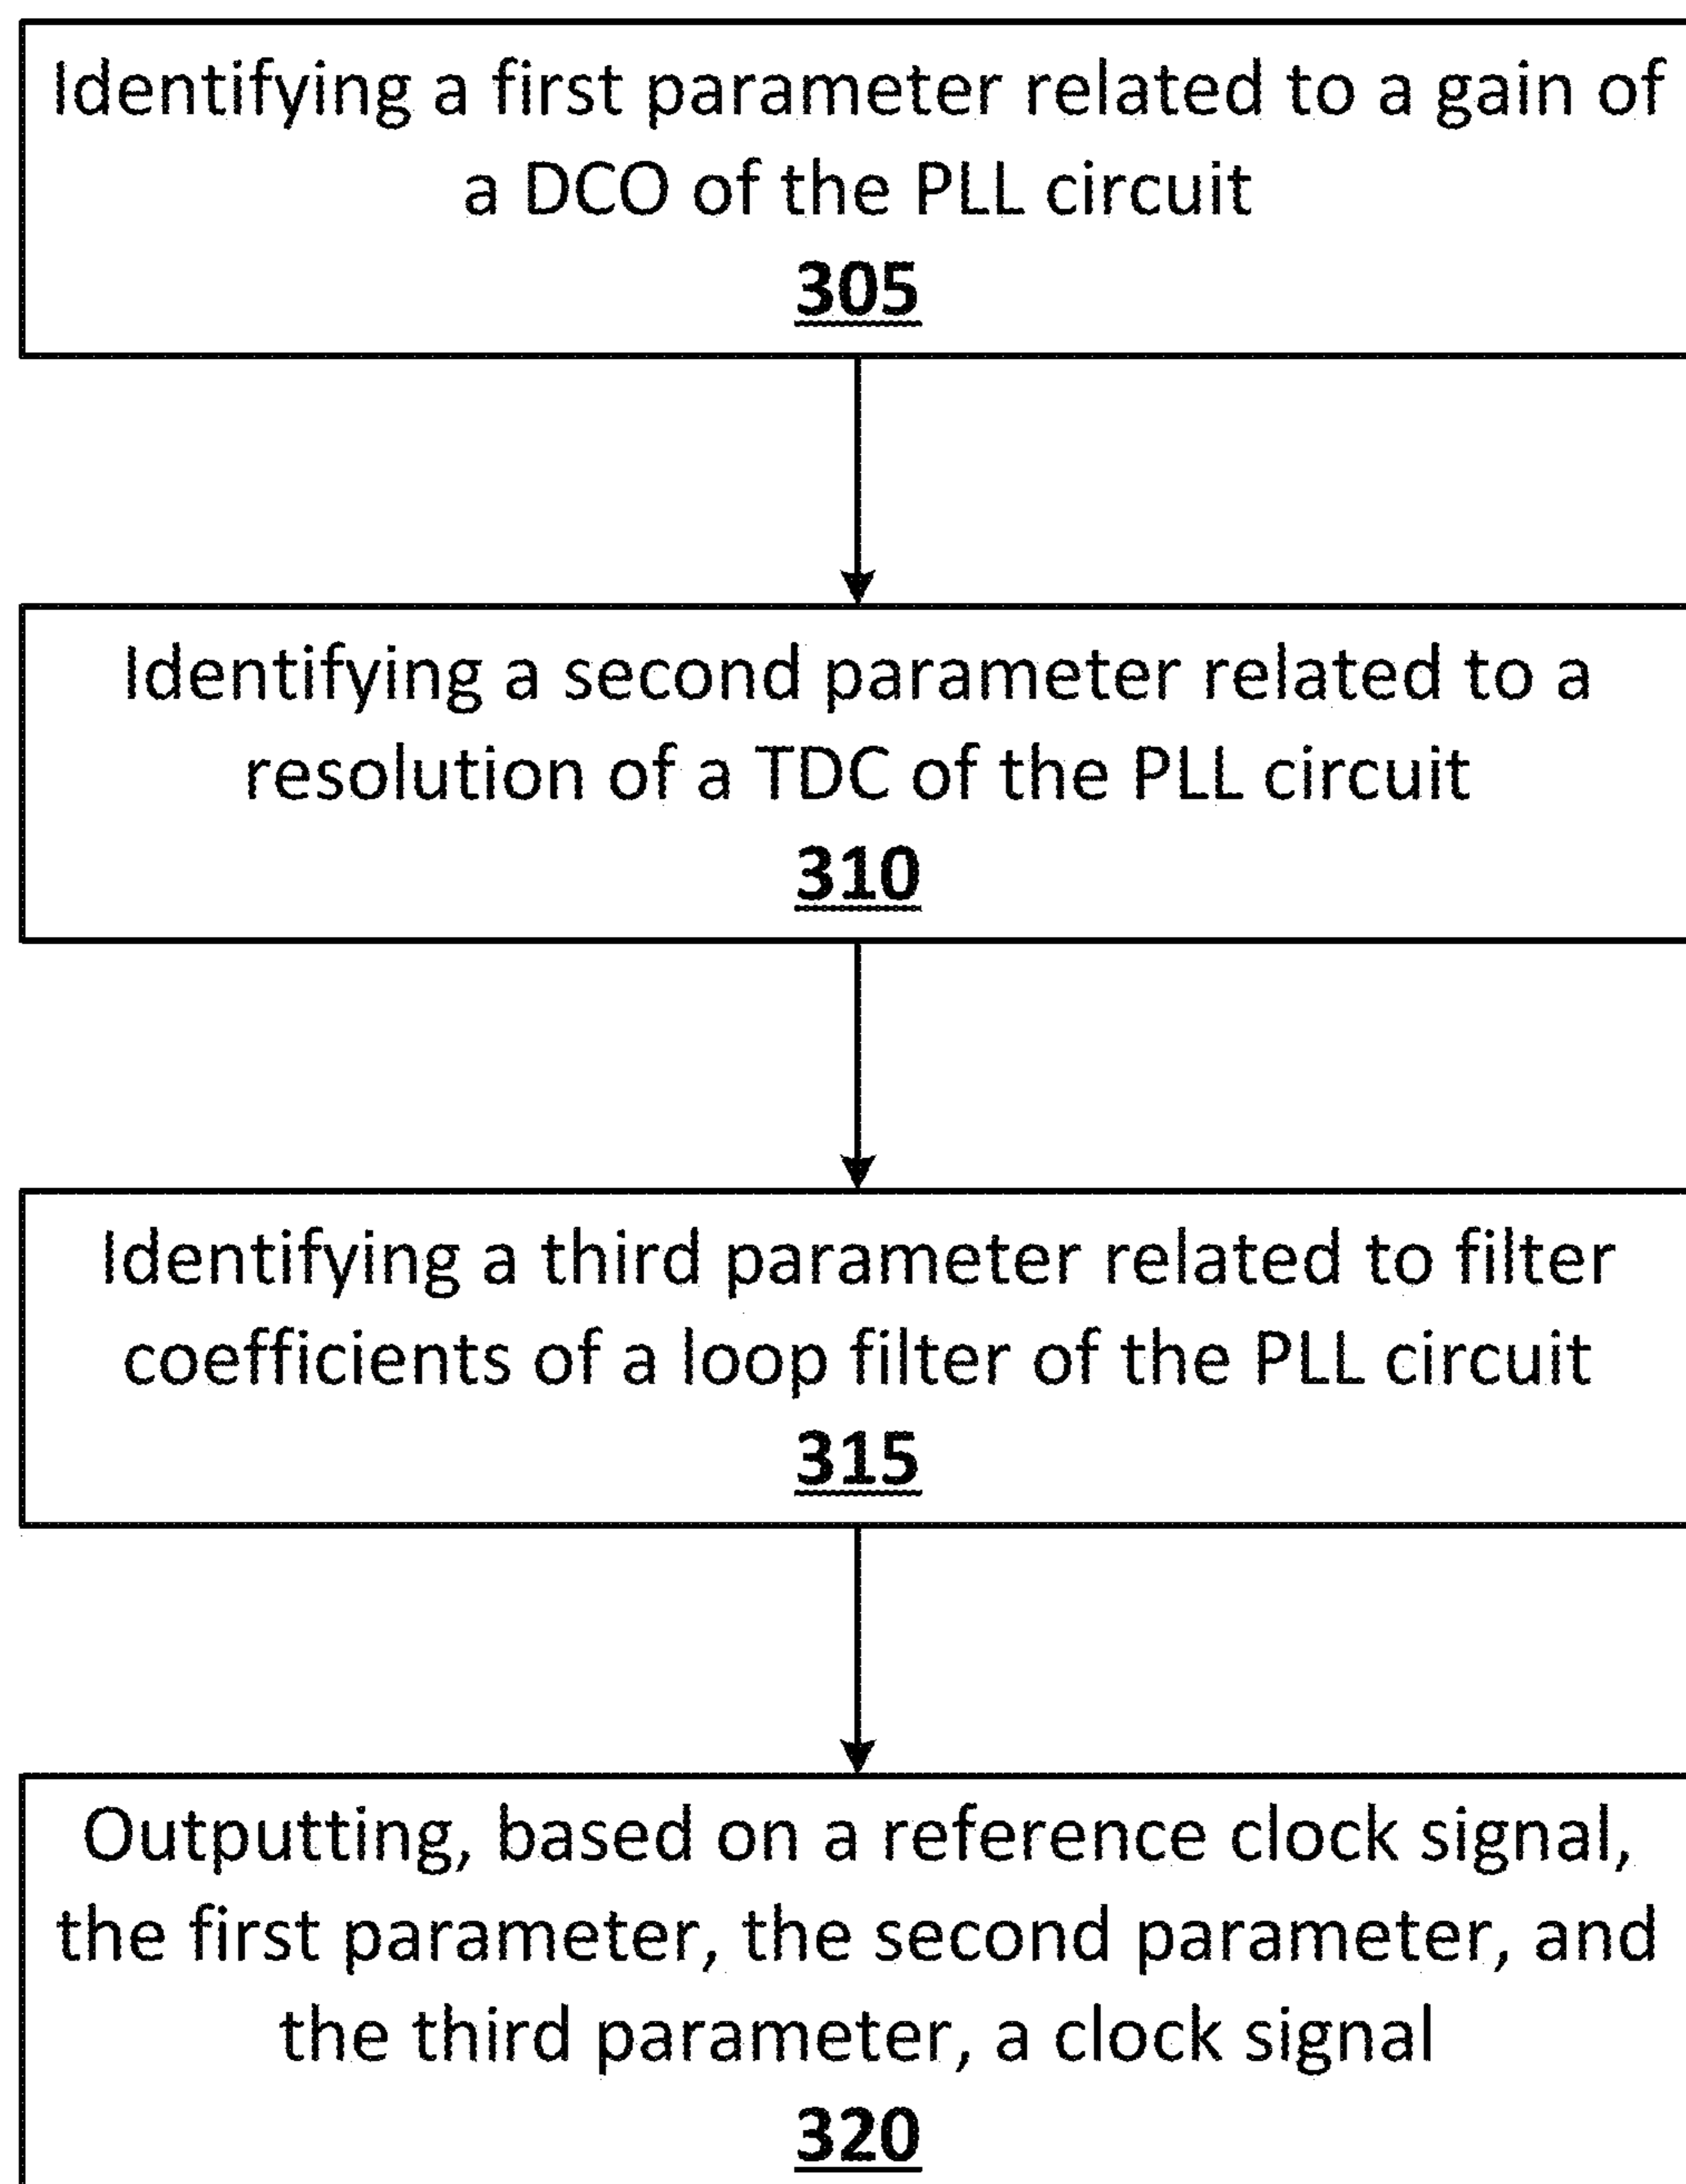 Identifying a first parameter related to a gain of
a DCO of the PLL circuit
305
Identifying a second parameter related to a
resolution of a TDC of the PLL circuit
310
Identifying a third parameter related to filter
coefficients of a loop filter of the PLL circuit
315
Outputting, based on a reference clock signal,
the first parameter, the second parameter, and
the third parameter, a clock signal
320